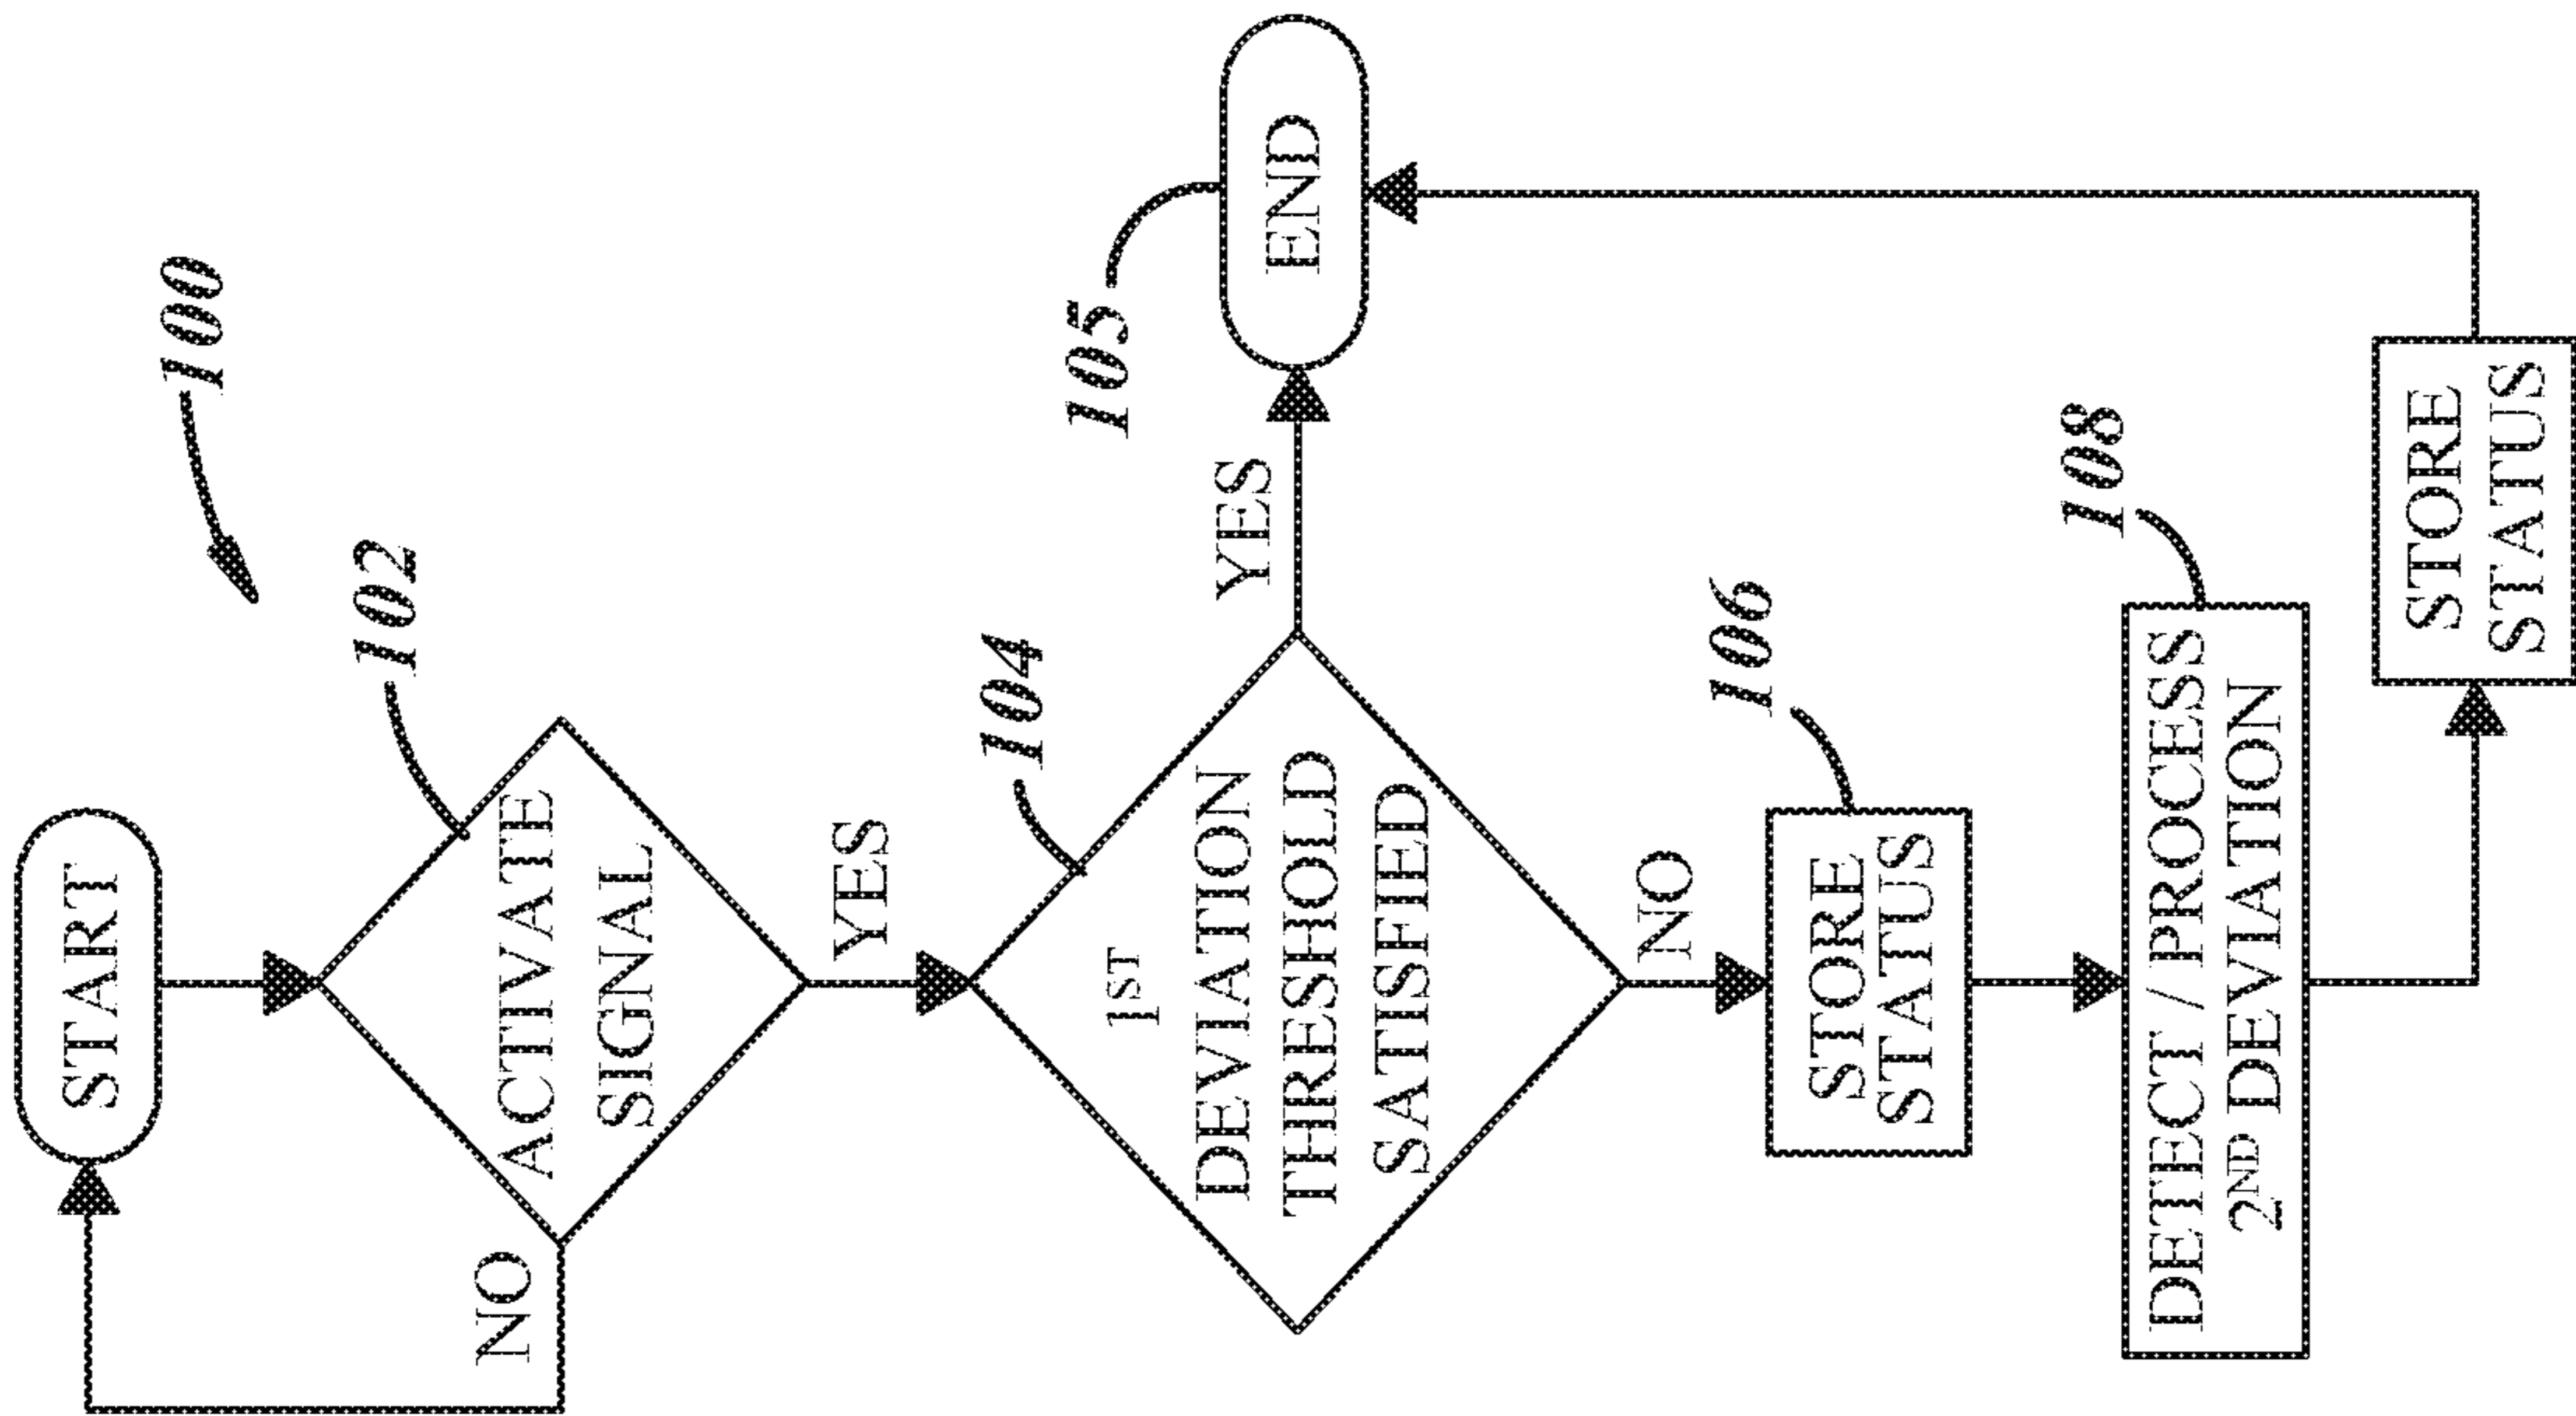 100
START
102
ACTIVATE
SIGNAL
NO
YES
104
1ST
DEVIATION
THRESHOLD
SATISFIED
YES
105
END
NO
106
STORE
STATUS
108
DETECT / PROCESS
2ND DEVIATION
STORE
STATUS